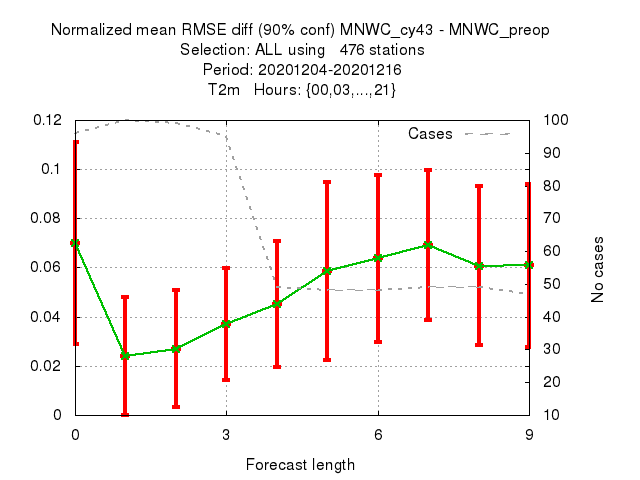 Normalized mean RMSE diff (90% conf) MNWC_cy43 - MNWC_preop
Selection: ALL using   476 stations
Period: 20201204-20201216
T2m   Hours: {00,03,...,21}
0.12
0.1
0.08
0.06
0.04
0.02
0
Cases
100
90
80
70
60
50
40
30
20
10
No cases
0 3 6 9
Forecast length